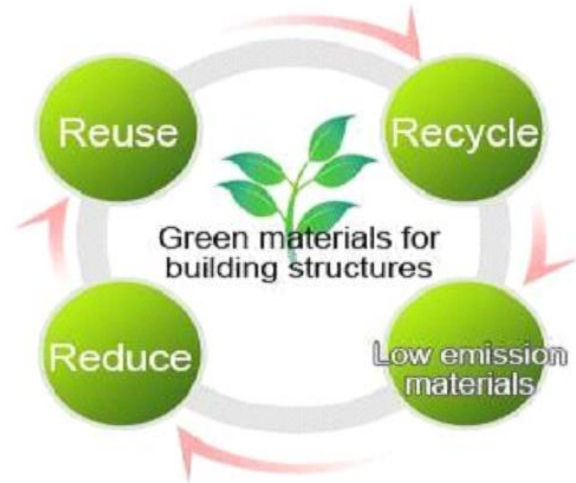 Reuse
Recycle
Green materials for
building structures
Reduce
Low emission
materials